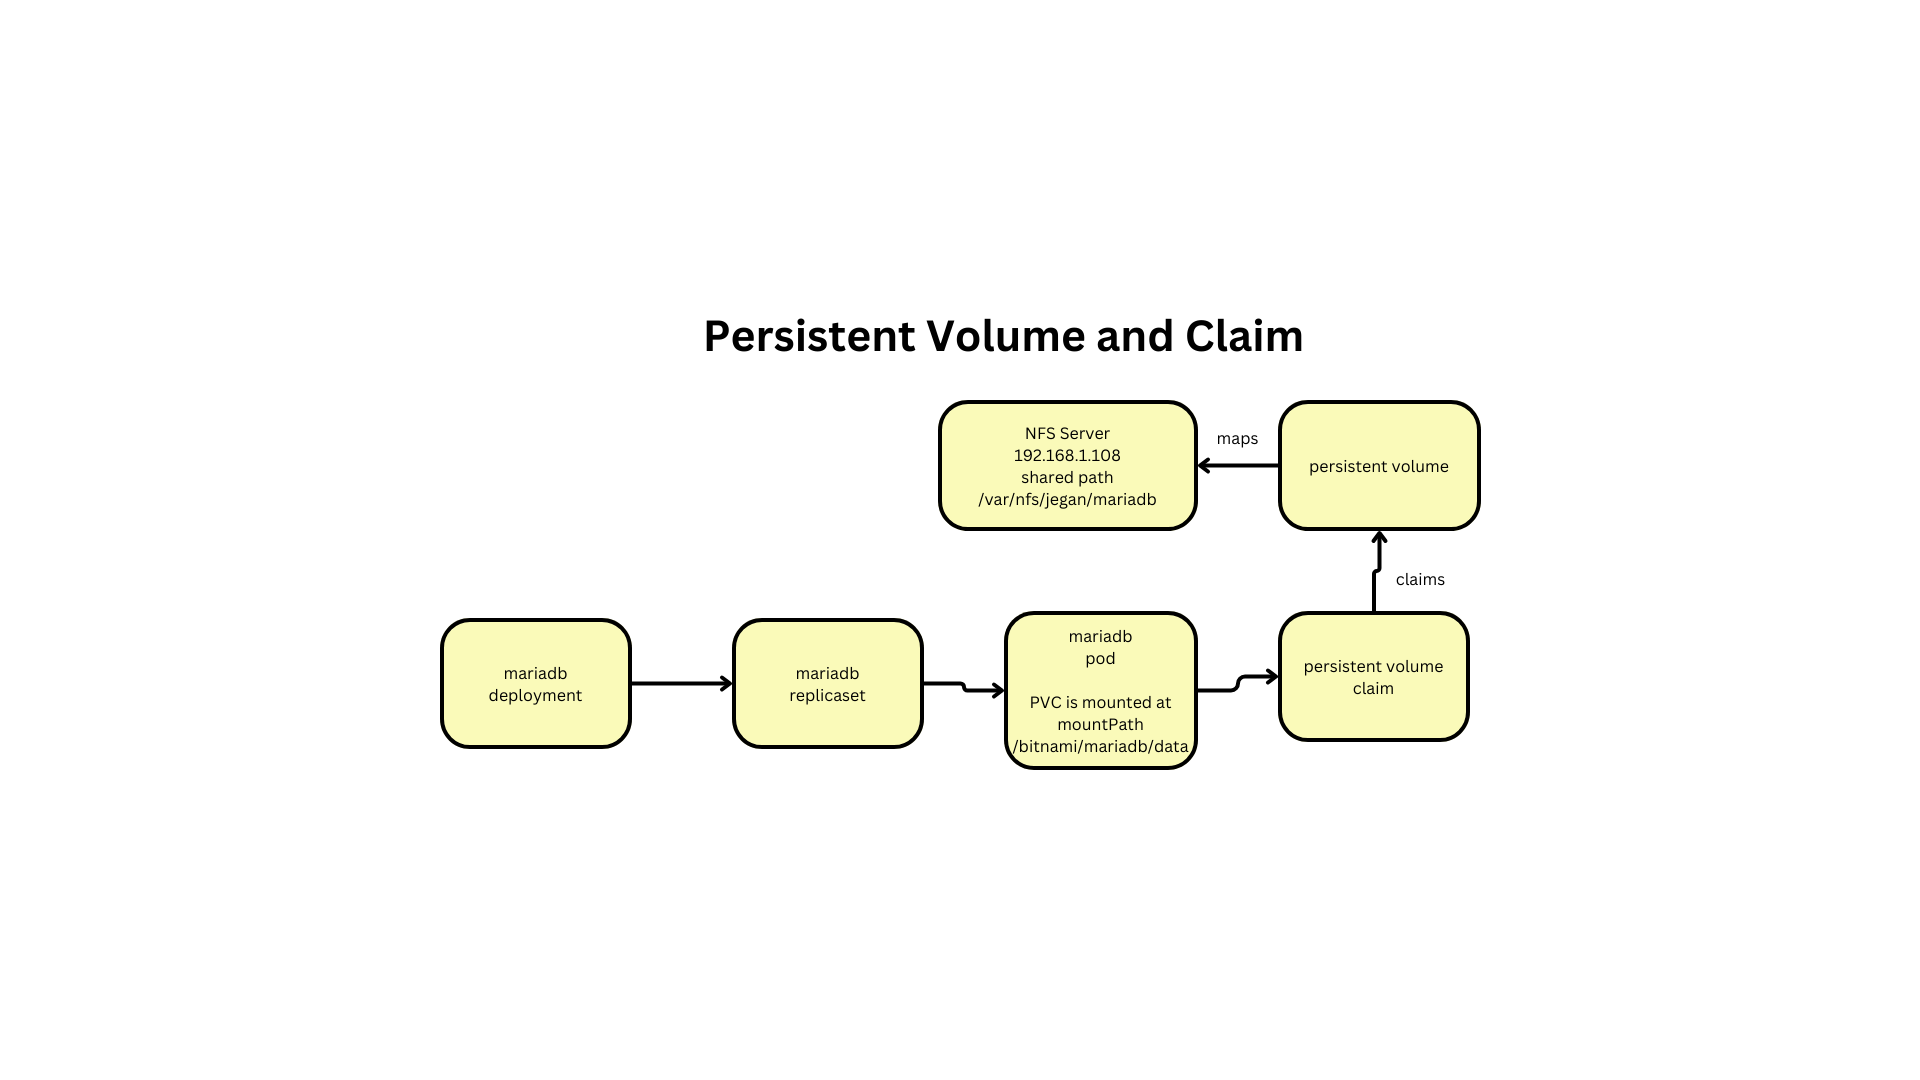 Persistent Volume and Claim
NFS Server
192.168.1.108
shared path
/var/nfs/jegan/mariadb
maps
persistent volume
claims
mariadb
deployment
mariadb
replicaset
mariadb
pod
PVC is mounted at
mountPath
/bitnami/mariadb/data
persistent volume
claim